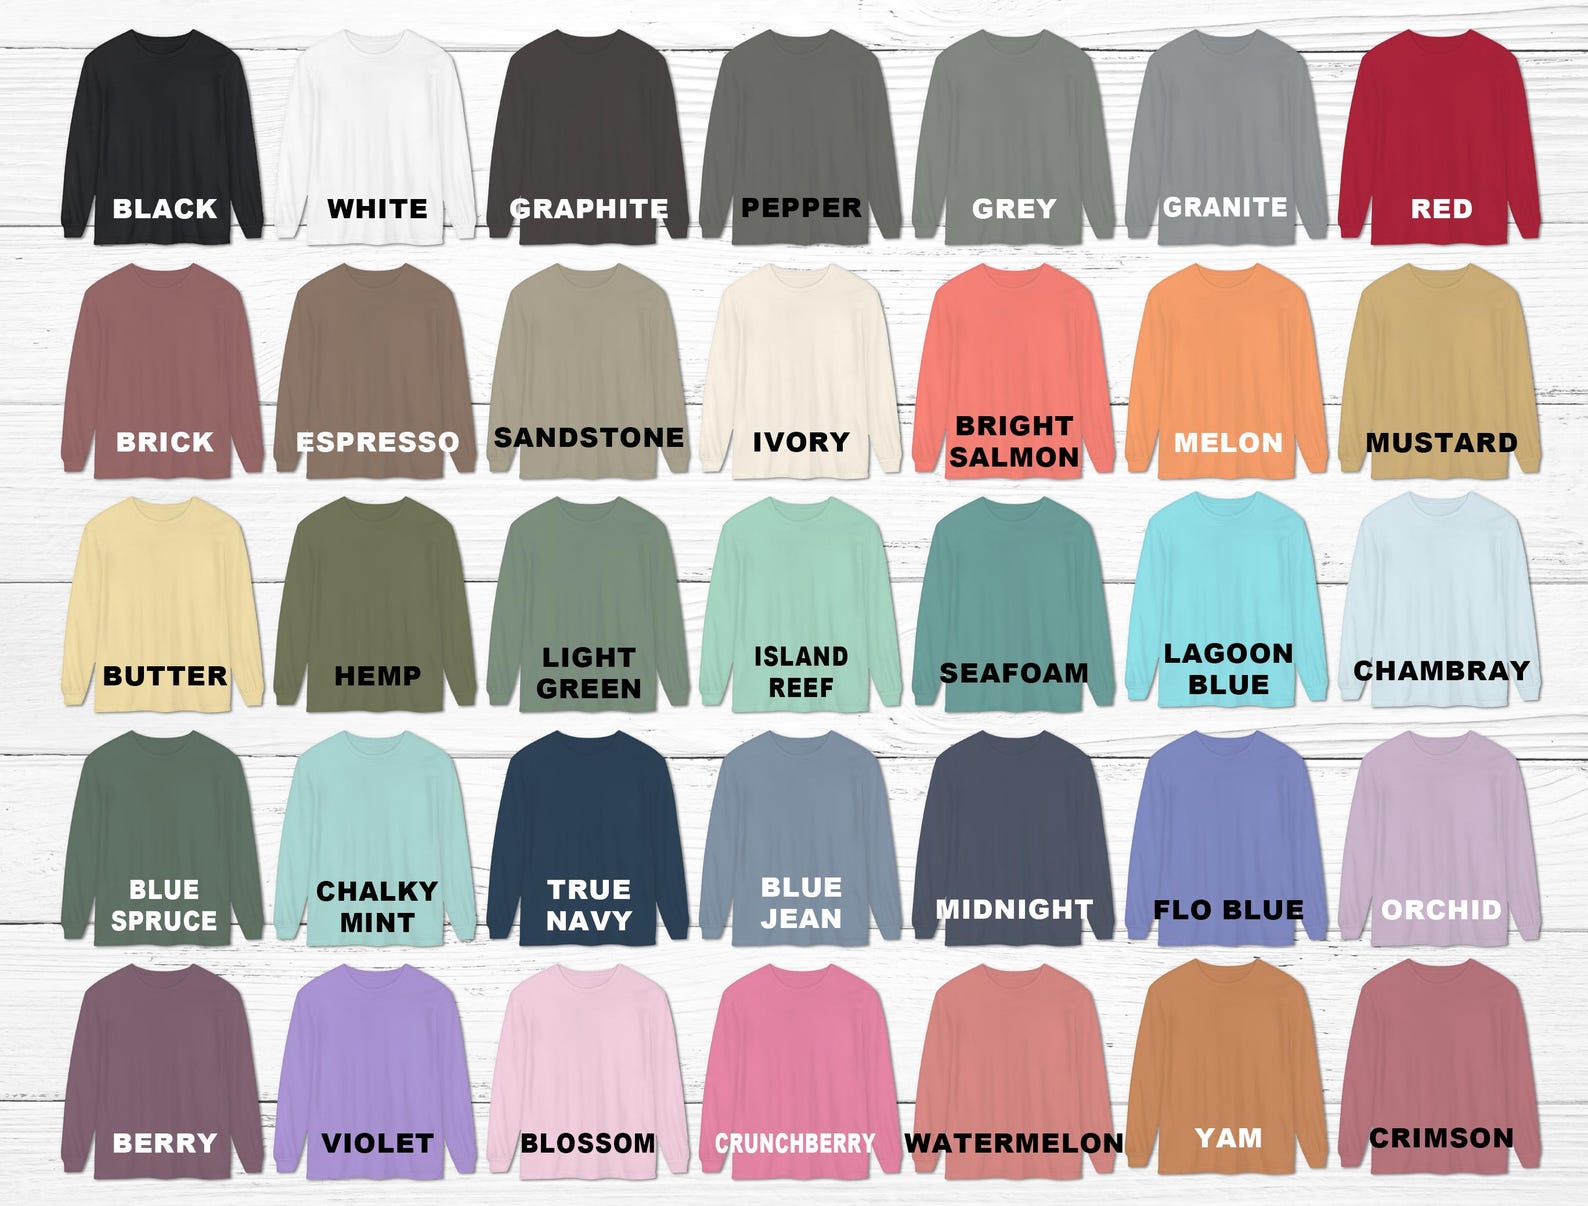 BLACK
WHITE
GRAPHITE
PEPPER
GREY
GRANITE
RED
BRICK
ESPRESSO
SANDSTONE
IVORY
BRIGHT
SALMON
MELON
MUSTARD
BUTTER
HEMP
LIGHT
GREEN
ISLAND
REEF
SEAFOAM
LAGOON
BLUE
CHAMBRAY
BLUE
SPRUCE
CHALKY
MINT
TRUE
NAVY
BLUE
JEAN
MIDNIGHT
FLO BLUE
ORCHID
BERRY
VIOLET
BLOSSOM
CRUNCHBERRY
WATERMELON
YAM
CRIMSON